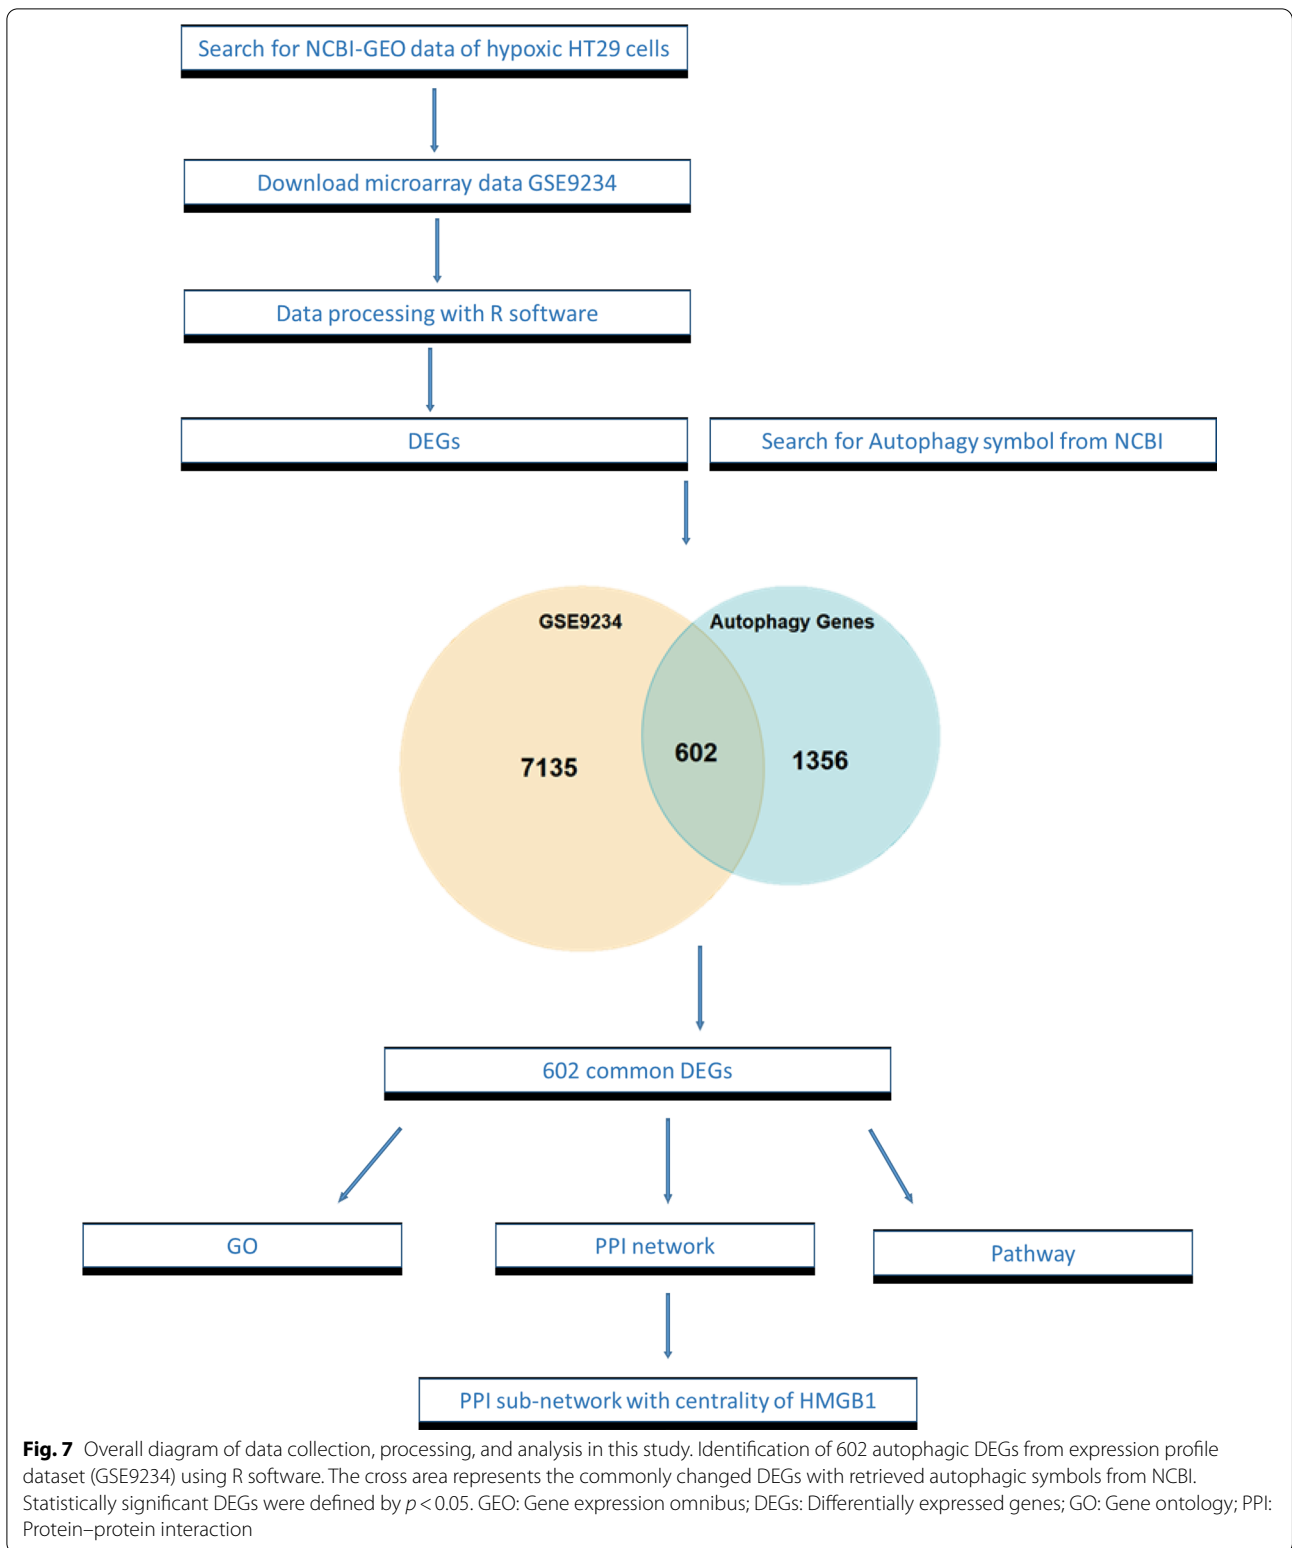 Search for NCBI-GEO data of hypoxic HT29 cells
Download microarray data GSE9234
Data processing with R software
DEGs
Search for Autophagy symbol from NCBI
GSE9234
Autophagy Genes
7135
602
1356
602 common DEGs
GO
PPI network
Pathway
PPI sub-network with centrality of HMGB1
Fig. 7 Overall diagram of data collection, processing, and analysis in this study. Identification of 602 autophagic DEGs from expression profile
dataset (GSE9234) using R software. The cross area represents the commonly changed DEGs with retrieved autophagic symbols from NCBI.
Statistically significant DEGs were defined by p < 0.05. GEO: Gene expression omnibus; DEGs: Differentially expressed genes; GO: Gene ontology; PPI:
Protein–protein interaction